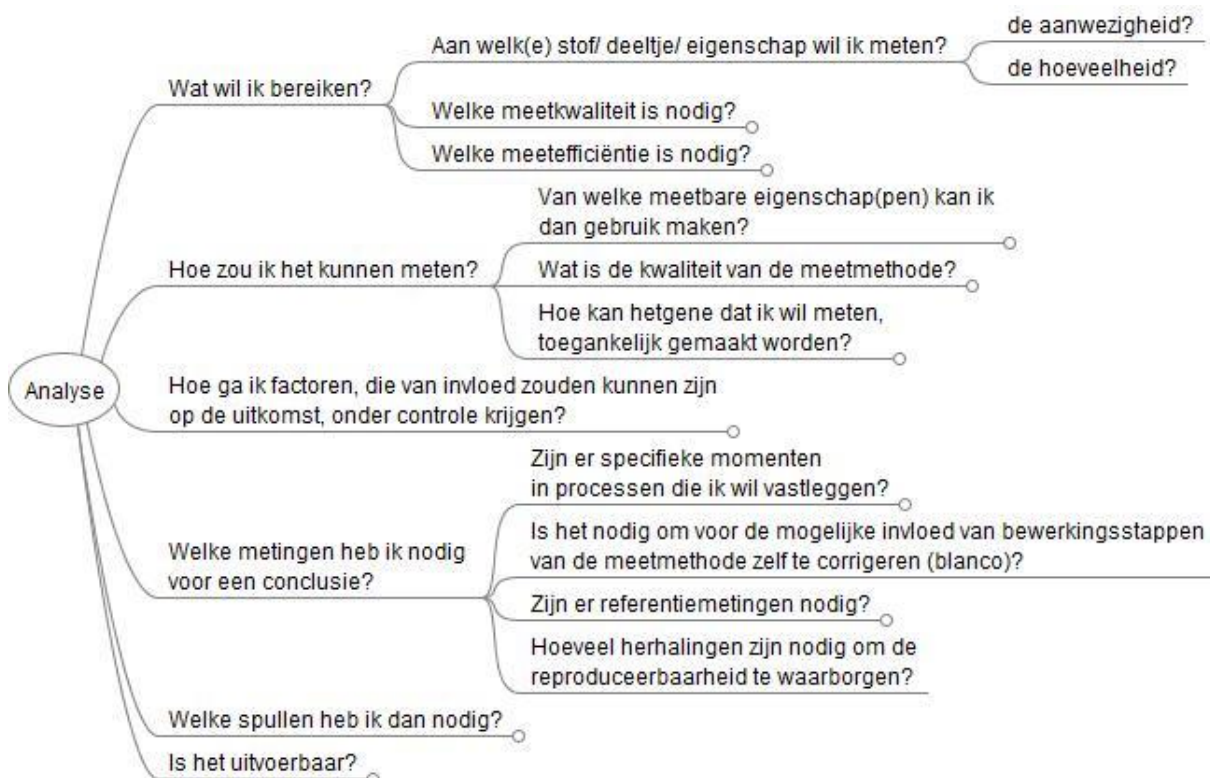 Analyse
Wat wil ik bereiken?
Aan welk(e) stof/ deeltje/ eigenschap wil ik meten?
de aanwezigheid?
de hoeveelheid?
Welke meetkwaliteit is nodig?
Welke meetefficiëntie is nodig?
Hoe zou ik het kunnen meten?
Van welke meetbare eigenschap(pen) kan ik
dan gebruik maken?
Wat is de kwaliteit van de meetmethode?
Hoe kan hetgene dat ik wil meten,
toegankelijk gemaakt worden?
Hoe ga ik factoren, die van invloed zouden kunnen zijn
op de uitkomst, onder controle krijgen?
Welke metingen heb ik nodig
voor een conclusie?
Zijn er specifieke momenten
in processen die ik wil vastleggen?
Is het nodig om voor de mogelijke invloed van bewerkingsstappen
van de meetmethode zelf te corrigeren (blanco)?
Zijn er referentiemetingen nodig?
Hoeveel herhalingen zijn nodig om de
reproduceerbaarheid te waarborgen?
Welke spullen heb ik dan nodig?
Is het uitvoerbaar?